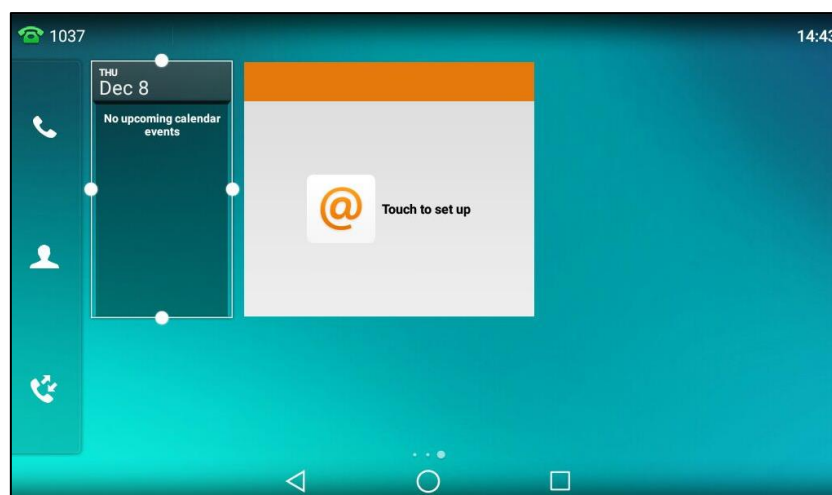 1037
14:43
THU
Dec 8
No upcoming calendar
events
@
Touch to set up